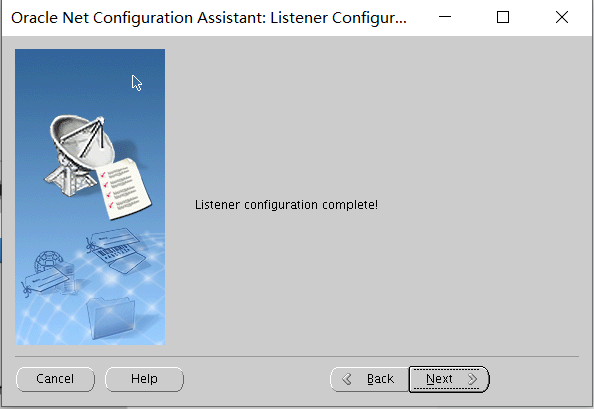 Oracle Net Configuration Assistant: Listener Configur...
Listener configuration complete!
Cancel
Help
Back
Next